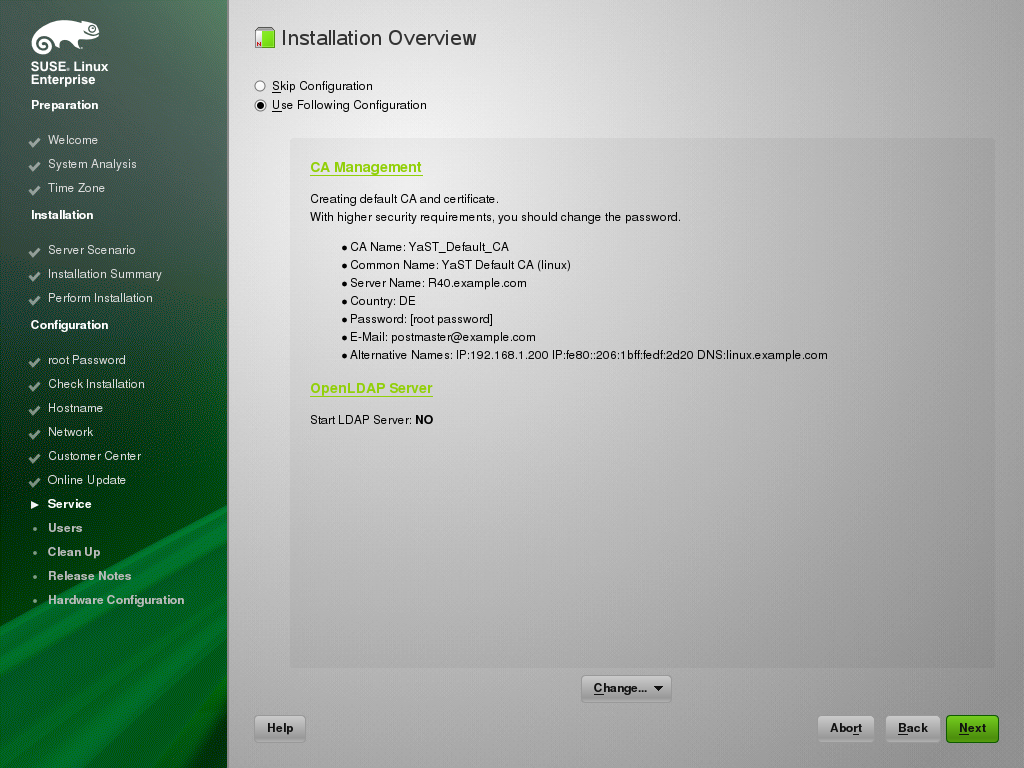 SUSE® Linux
Enterprise
Preparation
Welcome
System Analysis
Time Zone
Installation
Server Scenario
Installation Summary
Perform Installation
Configuration
root Password
Check Installation
Hostname
Network
Customer Center
Online Update
Service
Users
Clean Up
Release Notes
Hardware Configuration
Installation Overview
Skip Configuration
Use Following Configuration
CA Management
Creating default CA and certificate.
With higher security requirements, you should change the password.
• CA Name: YaST_Default_CA
• Common Name: YaST Default CA (linux)
• Server Name: R40.example.com
• Country: DE
• Password: [root password]
• E-Mail: postmaster@example.com
• Alternative Names: IP:192.168.1.200 IP:fe80::206:1bff:fedf:2d20 DNS:linux.example.com
OpenLDAP Server
Start LDAP Server: NO
Change...
Help
Abort
Back
Next